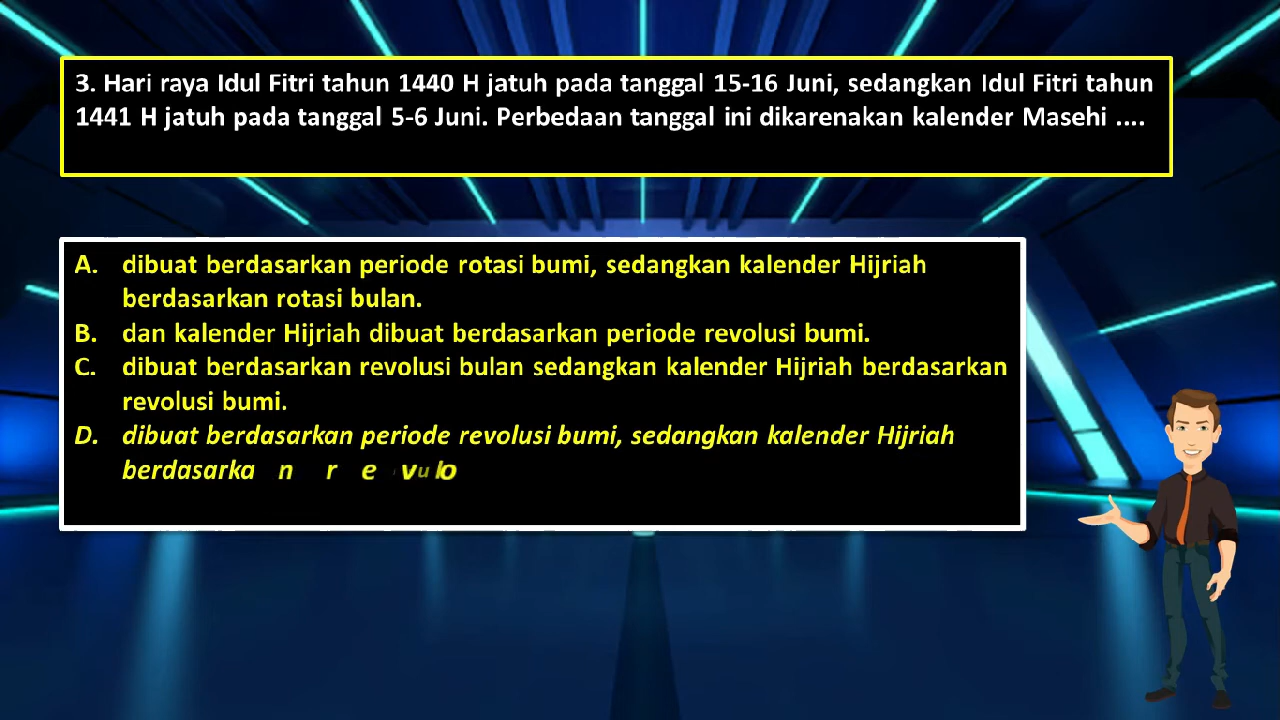 3. Hari raya Idul Fitri tahun 1440 H jatuh pada tanggal 15-16 Juni, sedangkan Idul Fitri tahun
1441 H jatuh pada tanggal 5-6 Juni. Perbedaan tanggal ini dikarenakan kalender Masehi ....
A. dibuat berdasarkan periode rotasi bumi, sedangkan kalender Hijriah
berdasarkan rotasi bulan.
B. dan kalender Hijriah dibuat berdasarkan periode revolusi bumi.
C. dibuat berdasarkan revolusi bulan sedangkan kalender Hijriah berdasarkan
revolusi bumi.
D. dibuat berdasarkan periode revolusi bumi, sedangkan kalender Hijriah
berdasarka n